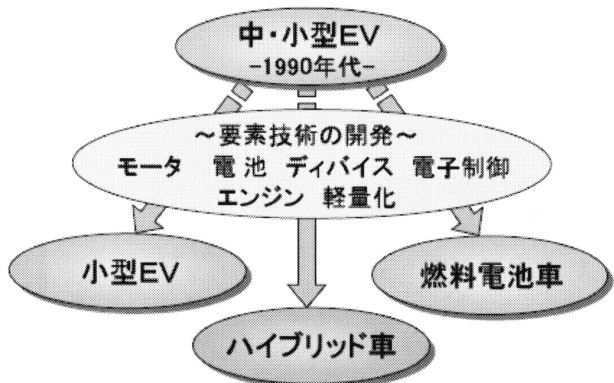 中・小型EV
-1990年代-
～要素技術の開発～
モータ 電池 ディバイス 電子制御
エンジン 軽量化
小型EV
燃料電池車
ハイブリッド車